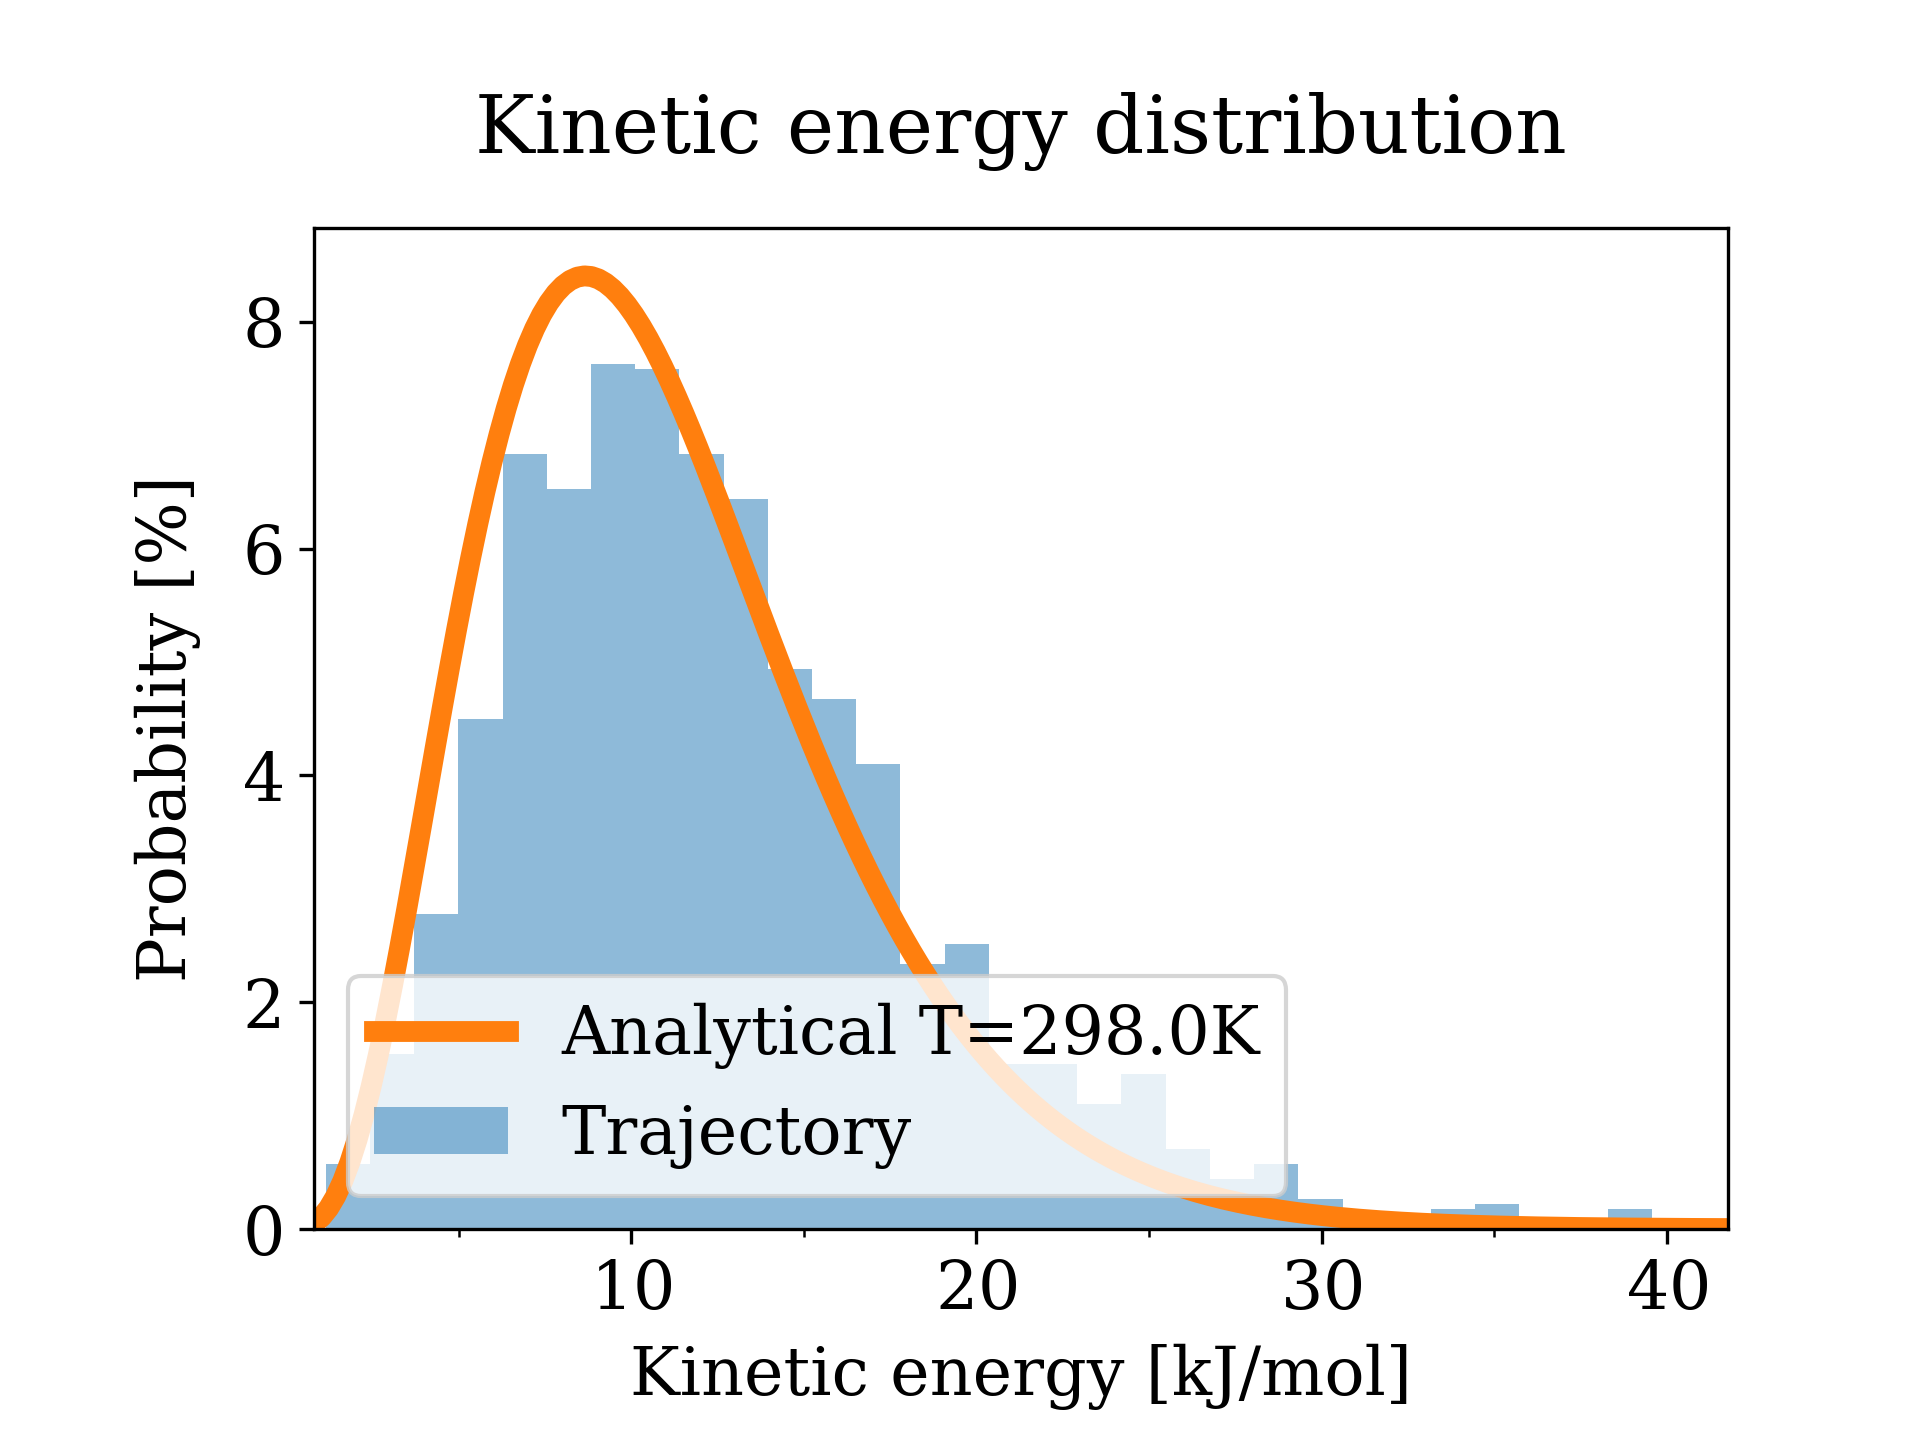 Kinetic energy distribution
Probability [%]
8
6
4
2
0
Analytical T=298.0K
Trajectory
10 20 30 40
Kinetic energy [kJ/mol]